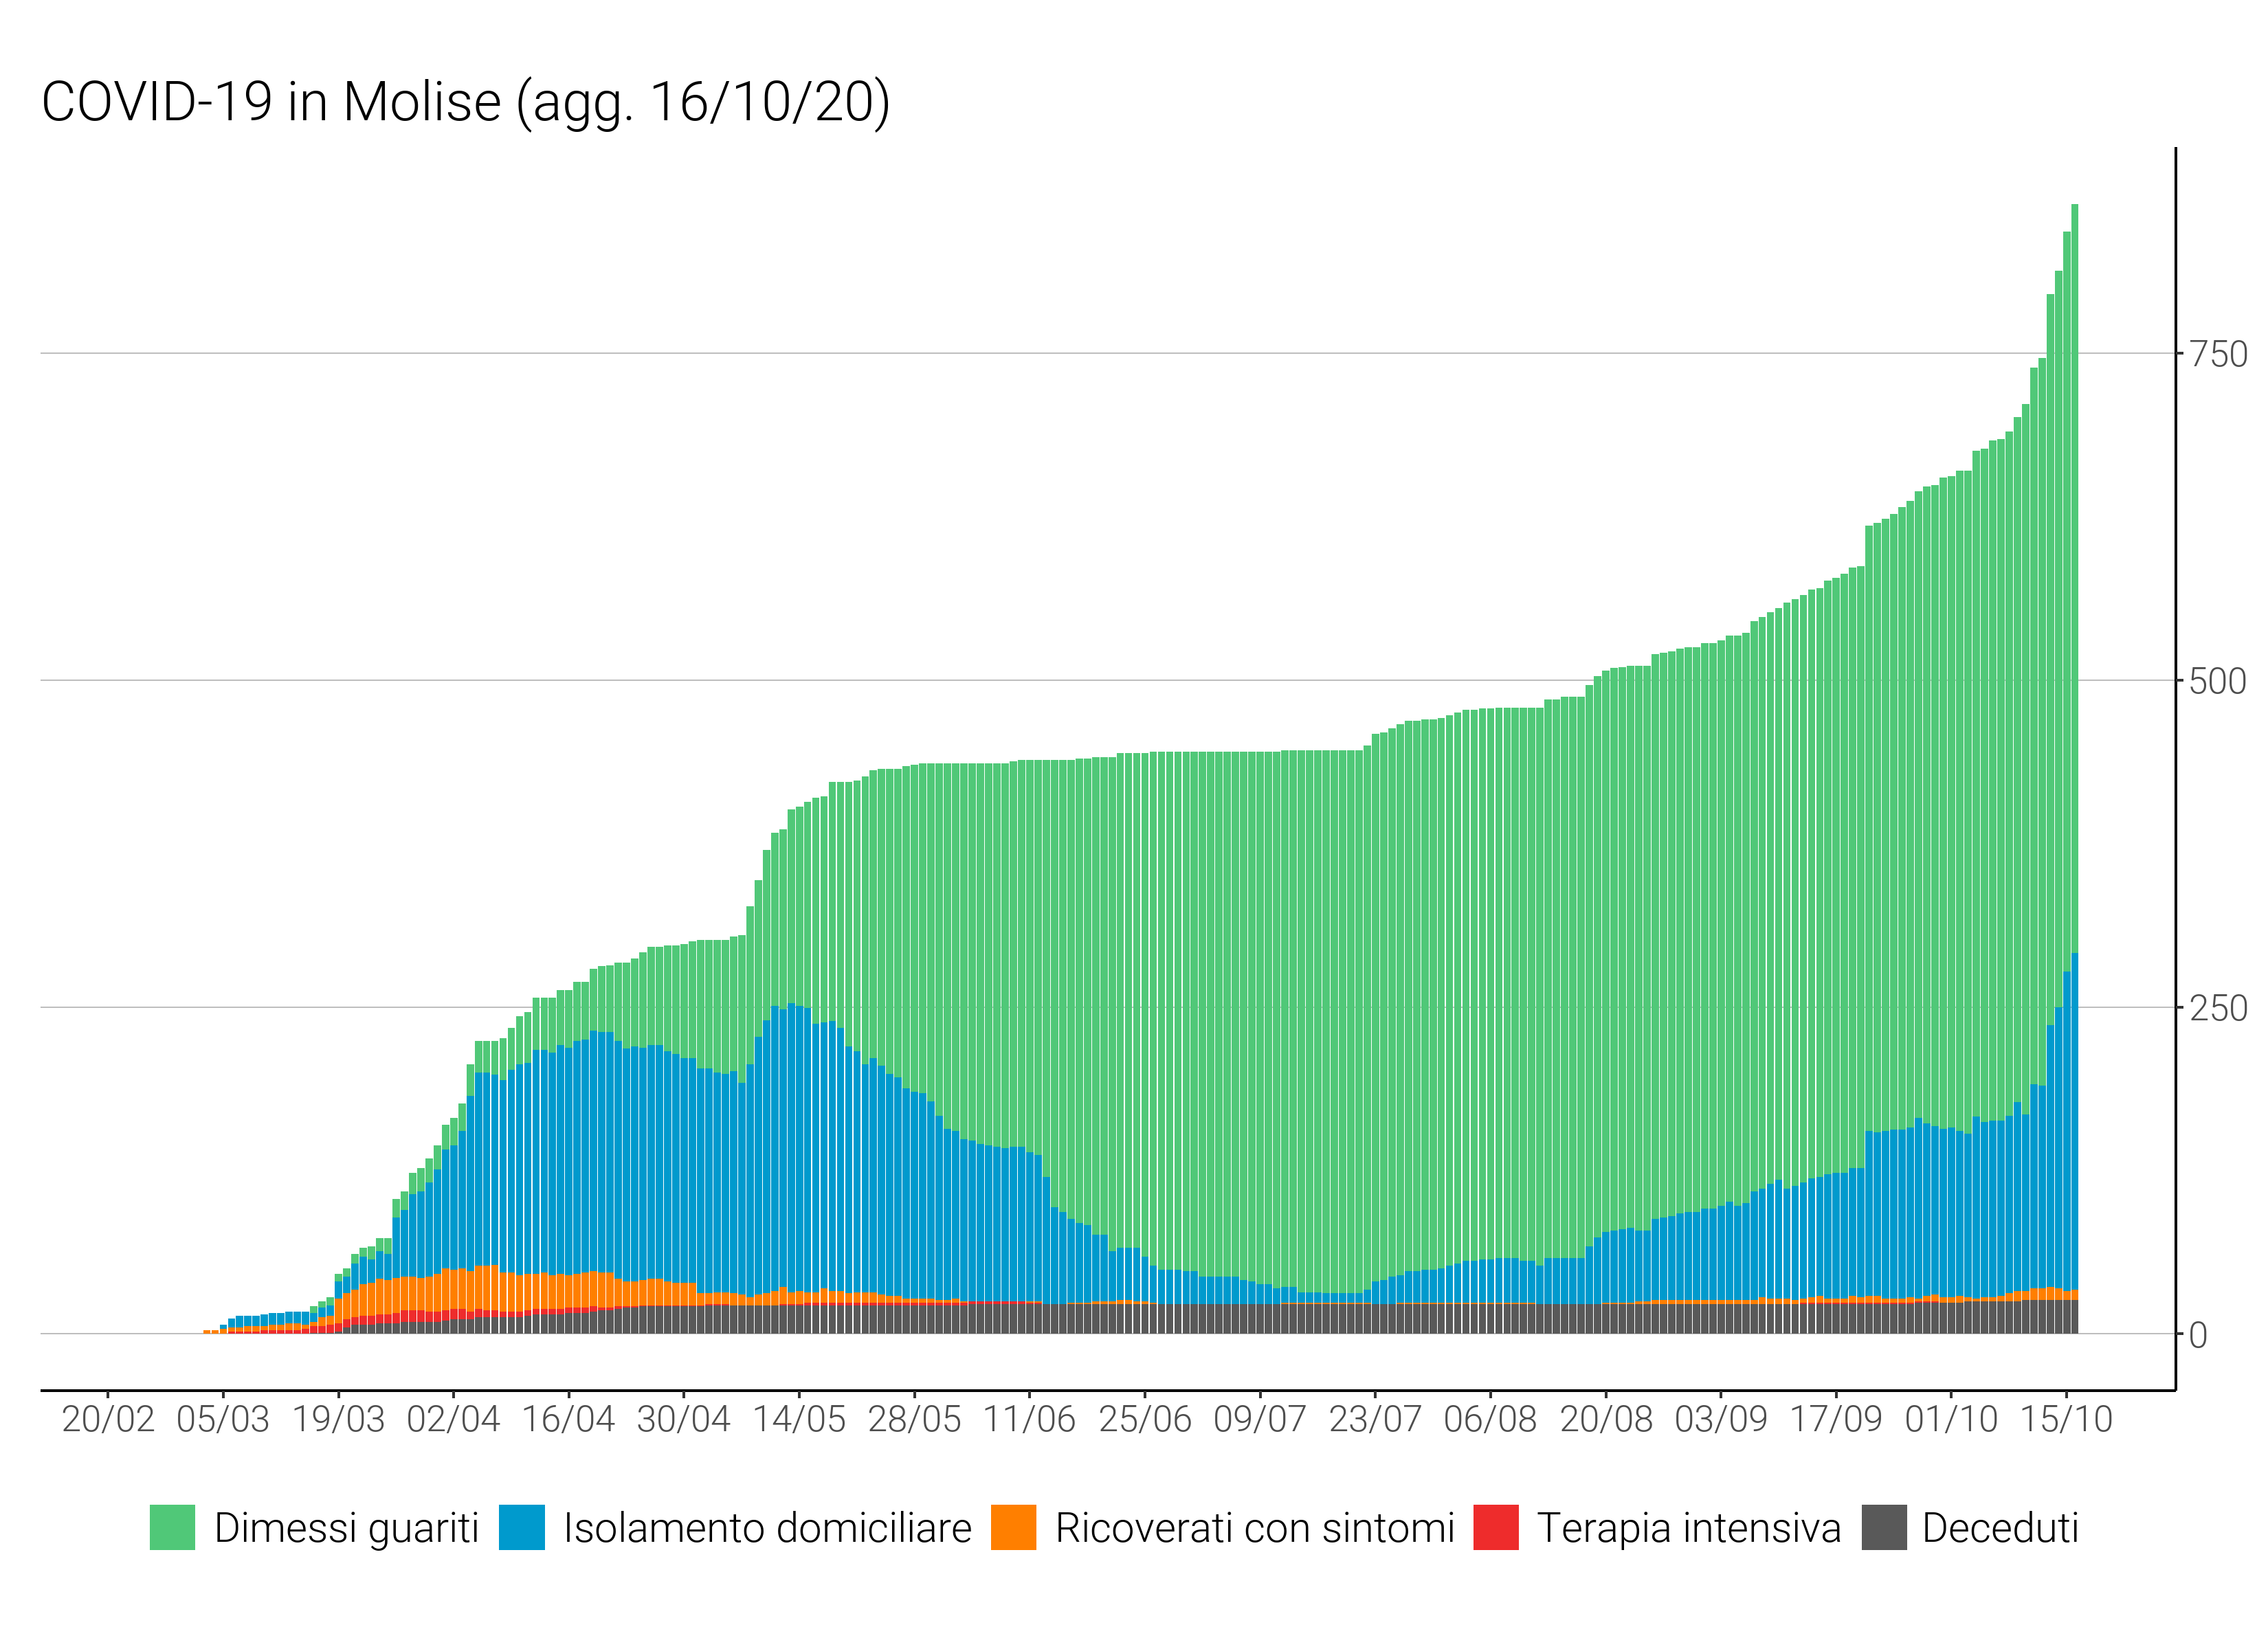 COVID-19 in Molise (agg. 16/10/20)
750
500
250
0
20/02 05/03 19/03 02/04 16/04 30/04 14/05 28/05 11/06 25/06 09/07 23/07 06/08 20/08 03/09 17/09 01/10 15/10
Dimessi guariti Isolamento domiciliare Ricoverati con sintomi Terapia intensiva Deceduti